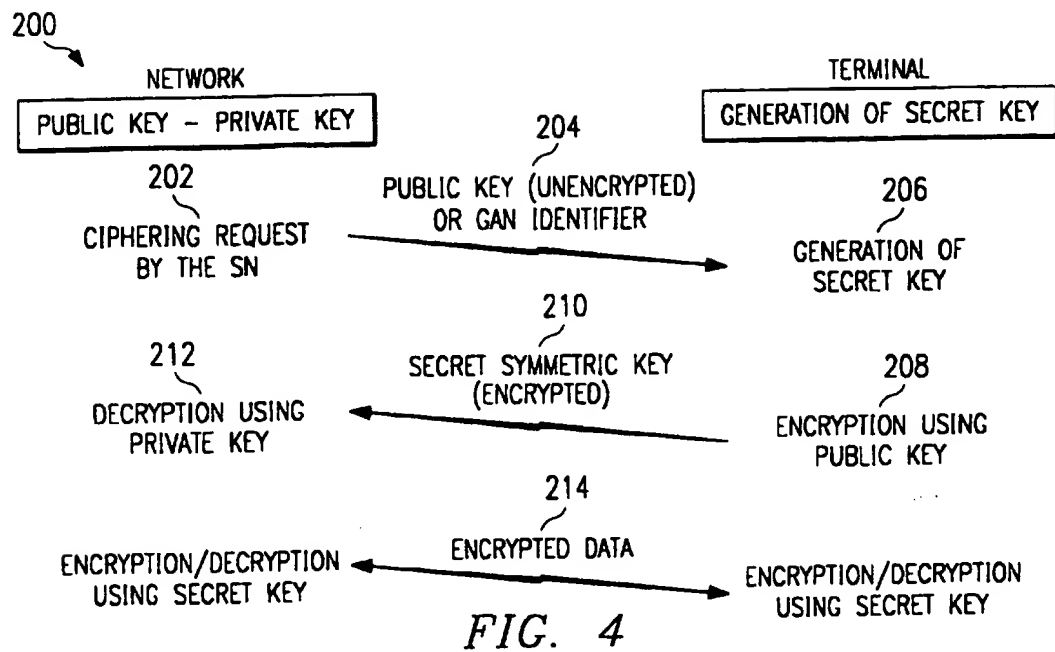 200
NETWORK
PUBLIC KEY – PRIVATE KEY
TERMINAL
GENERATION OF SECRET KEY
202
CIPHERING REQUEST
BY THE SN
204
PUBLIC KEY (UNENCRYPTED)
OR GAN IDENTIFIER
206
GENERATION OF
SECRET KEY
212
DECRYPTION USING
PRIVATE KEY
210
SECRET SYMMETRIC KEY
(ENCRYPTED)
208
ENCRYPTION USING
PUBLIC KEY
ENCRYPTION/DECRYPTION
USING SECRET KEY
214
ENCRYPTED DATA
ENCRYPTION/DECRYPTION
USING SECRET KEY
FIG. 4